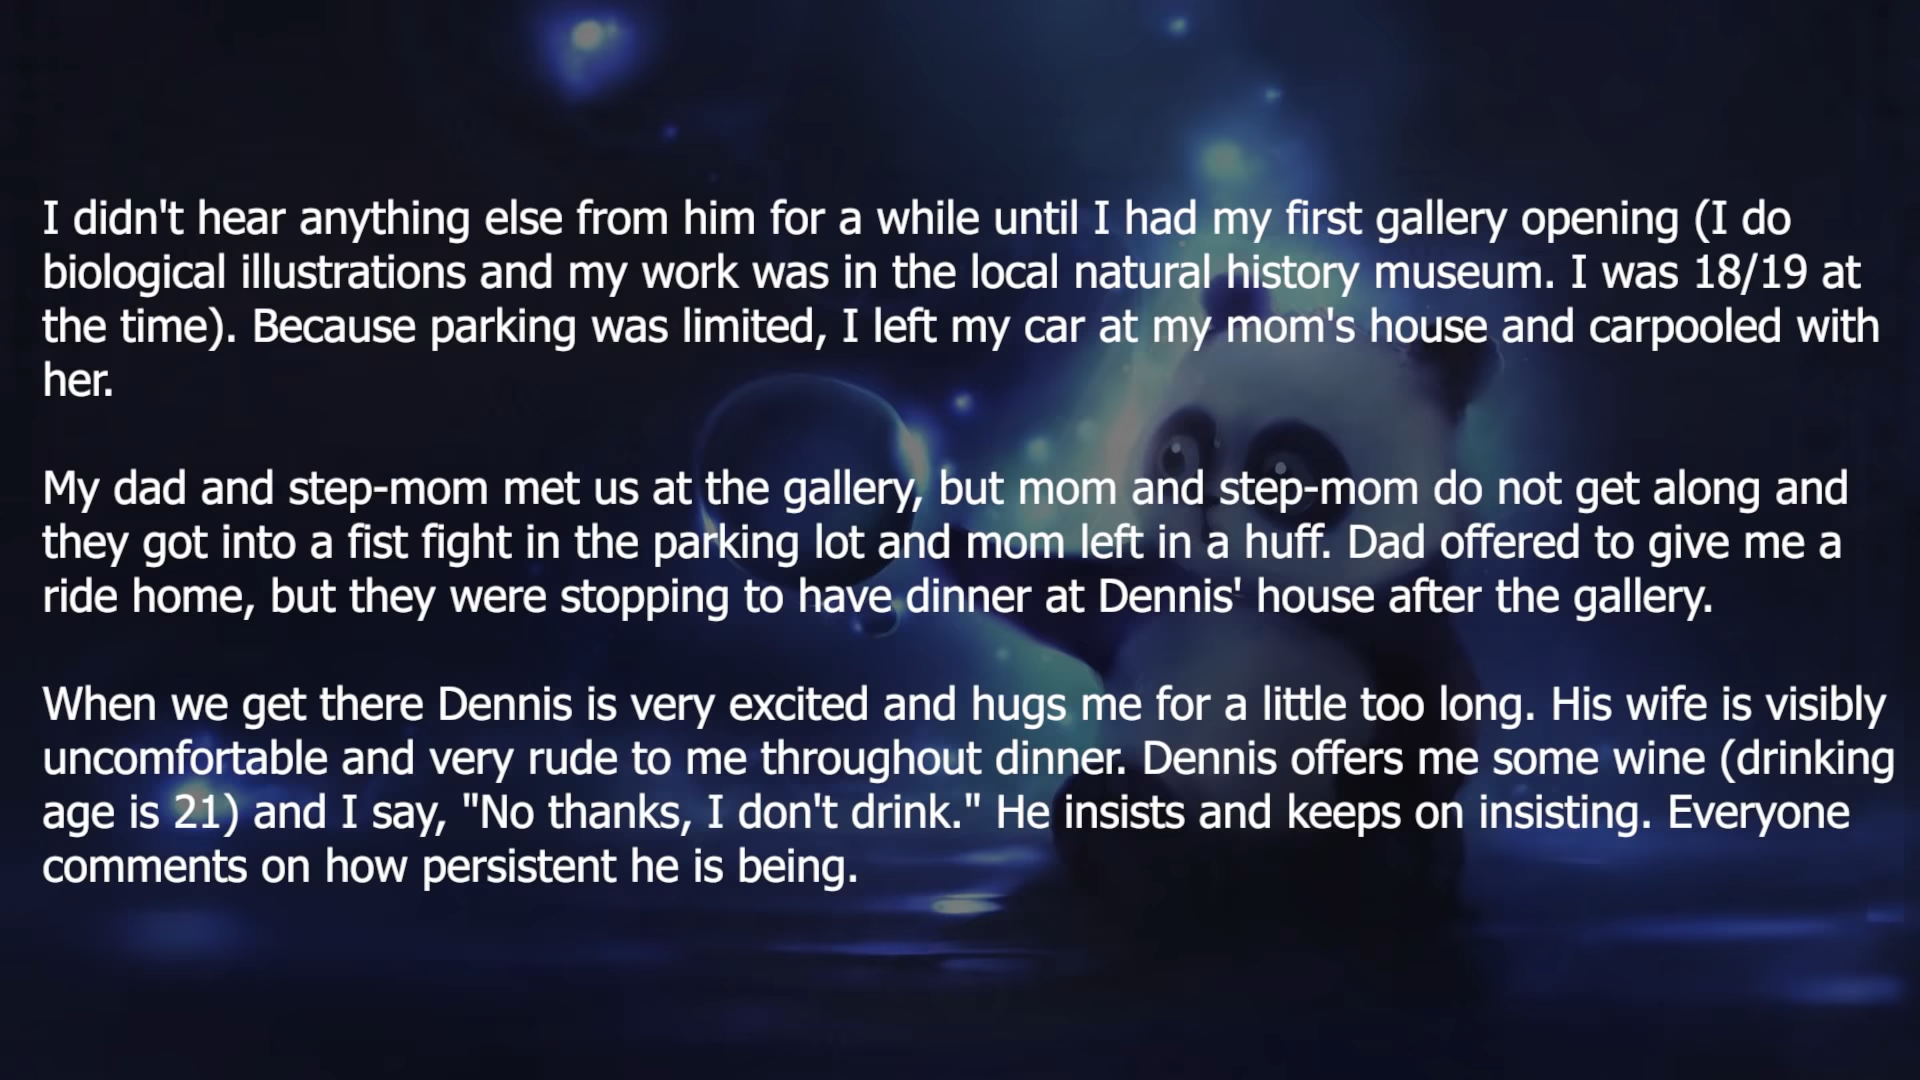 I didn't hear anything else from him for a while until I had my first gallery opening (I do
biological illustrations and my work was in the local natural history museum. I was 18/19 at
the time). Because parking was limited, I left my car at my mom's house and carpooled with
her.
My dad and step-mom met us at the gallery, but mom and step-mom do not get along and
they got into a fist fight in the parking lot and mom left in a huff. Dad offered to give me a
ride home, but they were stopping to have dinner at Dennis' house after the gallery.
When we get there Dennis is very excited and hugs me for a little too long. His wife is visibly
uncomfortable and very rude to me throughout dinner. Dennis offers me some wine (drinking
age is 21) and I say, "No thanks, I don't drink." He insists and keeps on insisting. Everyone
comments on how persistent he is being.